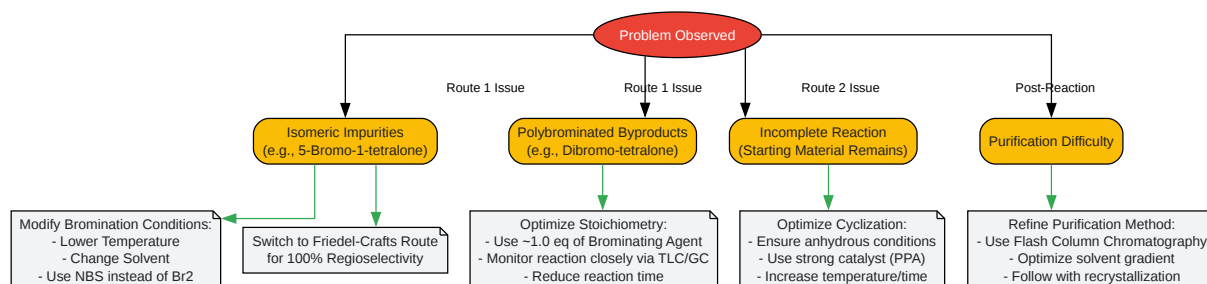 Problem Observed
Route 1 Issue
Route 1 Issue
Route 2 Issue
Post-Reaction
Isomeric Impurities
(e.g., 5-Bromo-1-tetralone)
Polybrominated Byproducts
(e.g., Dibromo-tetralone)
Incomplete Reaction
(Starting Material Remains)
Purification Difficulty
Modify Bromination Conditions:
- Lower Temperature
- Change Solvent
- Use NBS instead of Br2
Switch to Friedel-Crafts Route
for 100% Regioselectivity
Optimize Stoichiometry:
- Use ~1.0 eq of Brominating Agent
- Monitor reaction closely via TLC/GC
- Reduce reaction time
Optimize Cyclization:
- Ensure anhydrous conditions
- Use strong catalyst (PPA)
- Increase temperature/time
Refine Purification Method:
- Use Flash Column Chromatography
- Optimize solvent gradient
- Follow with recrystallization